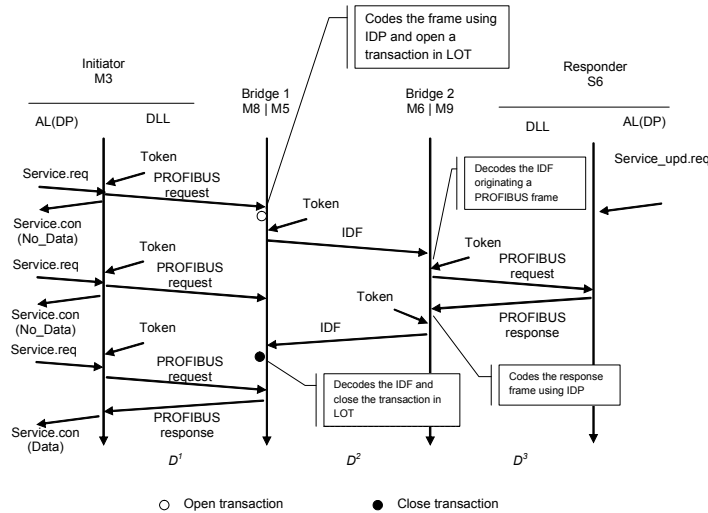 Codes the frame using
IDP and open a
transaction in LOT
Initiator
M3
Bridge 1
M8 | M5
Bridge 2
M6 | M9
Responder
S6
AL(DP)
DLL
DLL
AL(DP)
Service.req
Token
PROFIBUS
request
Service.con
(No_Data)
Token
IDF
Decodes the IDF
originating a
PROFIBUS frame
Service_upd.req
Service.req
Token
PROFIBUS
request
Service.con
(No_Data)
Token
PROFIBUS
request
Token
IDF
PROFIBUS
response
Service.req
Token
PROFIBUS
request
Decodes the IDF and
close the transaction in
LOT
Codes the response
frame using IDP
Service.con
(Data)
PROFIBUS
response
D1
D2
D3
Open transaction
Close transaction